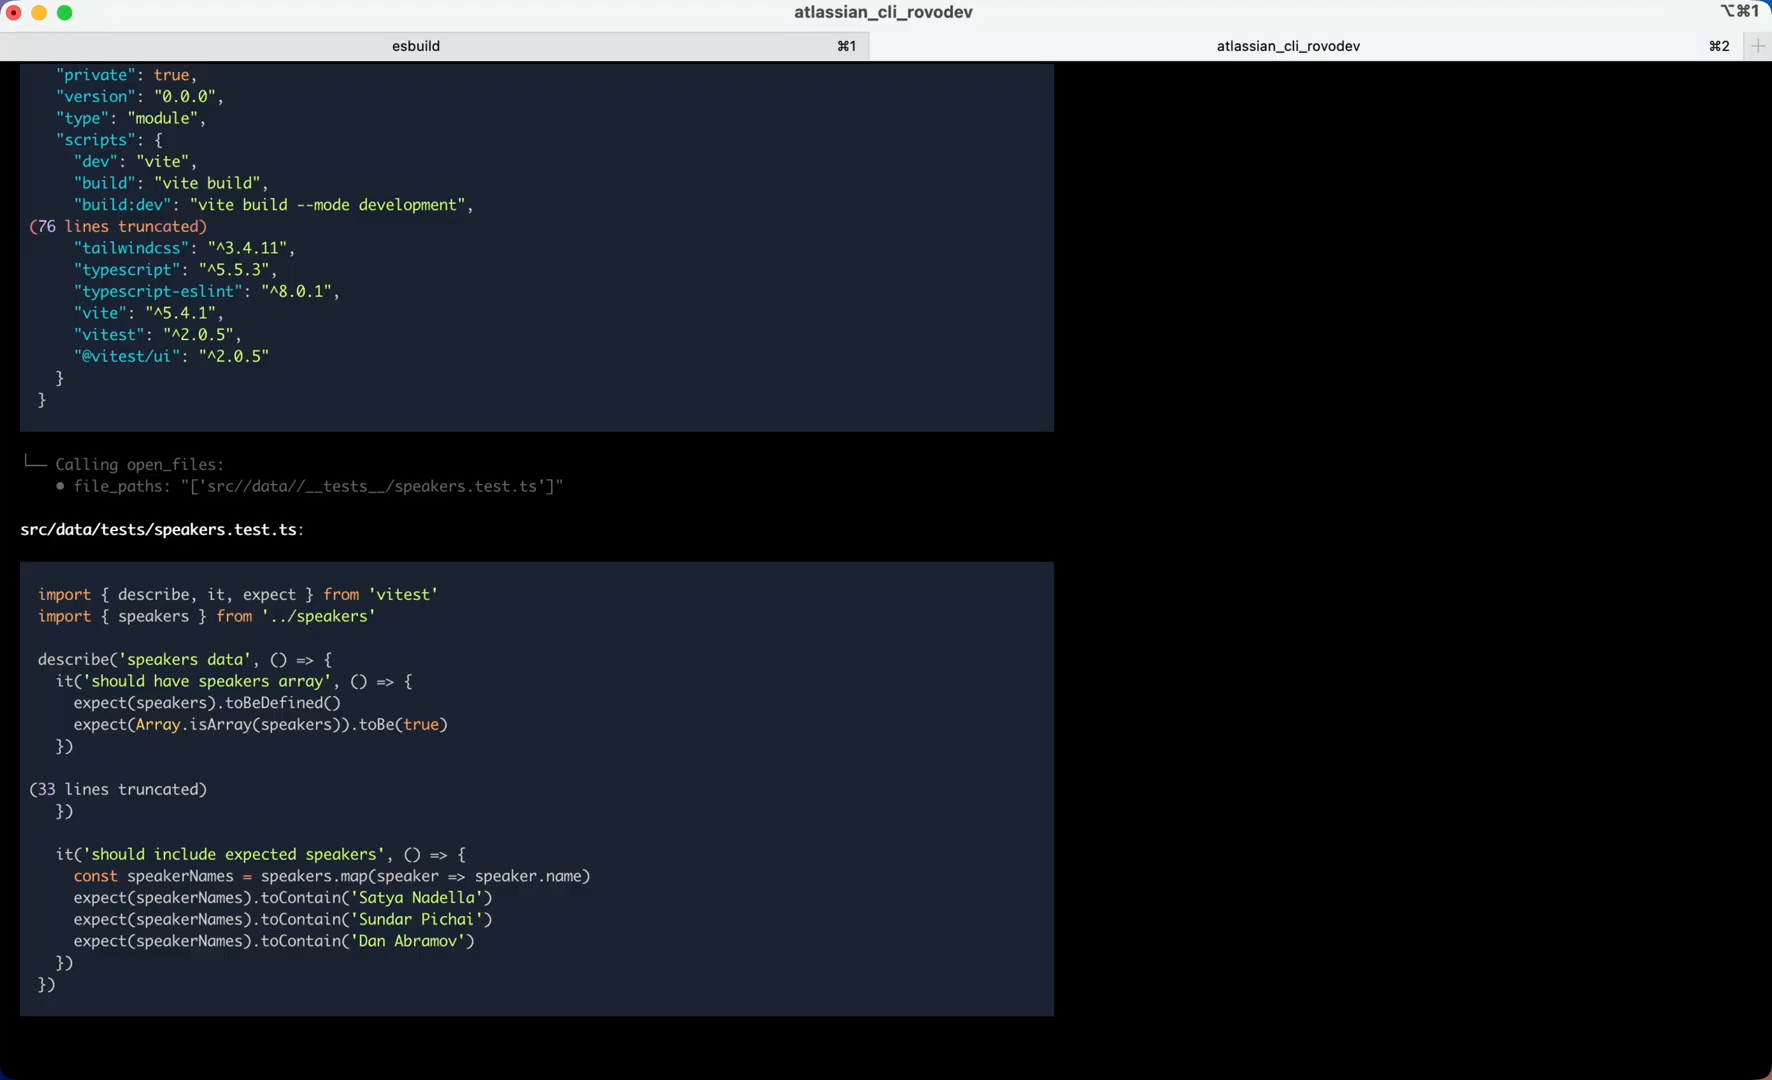 atlassian_cli_rovodev
⌥⌘1
esbuild ⌘1
atlassian_cli_rovodev ⌘2 +
"private": true,
"version": "0.0.0",
"type": "module",
"scripts": {
"dev": "vite",
"build": "vite build",
"build:dev": "vite build --mode development",
(76 lines truncated)
"tailwindcss": "^3.4.11",
"typescript": "^5.5.3",
"typescript-eslint": "^8.0.1",
"vite": "^5.4.1",
"vitest": "^2.0.5",
"@vitest/ui": "^2.0.5"
}
}
└── Calling open_files:
• file_paths: "['src//data//__tests__/speakers.test.ts']"
src/data/tests/speakers.test.ts:
import { describe, it, expect } from 'vitest'
import { speakers } from '../speakers'
describe('speakers data', () => {
it('should have speakers array', () => {
expect(speakers).toBeDefined()
expect(Array.isArray(speakers)).toBe(true)
})
(33 lines truncated)
})
it('should include expected speakers', () => {
const speakerNames = speakers.map(speaker => speaker.name)
expect(speakerNames).toContain('Satya Nadella')
expect(speakerNames).toContain('Sundar Pichai')
expect(speakerNames).toContain('Dan Abramov')
})
})